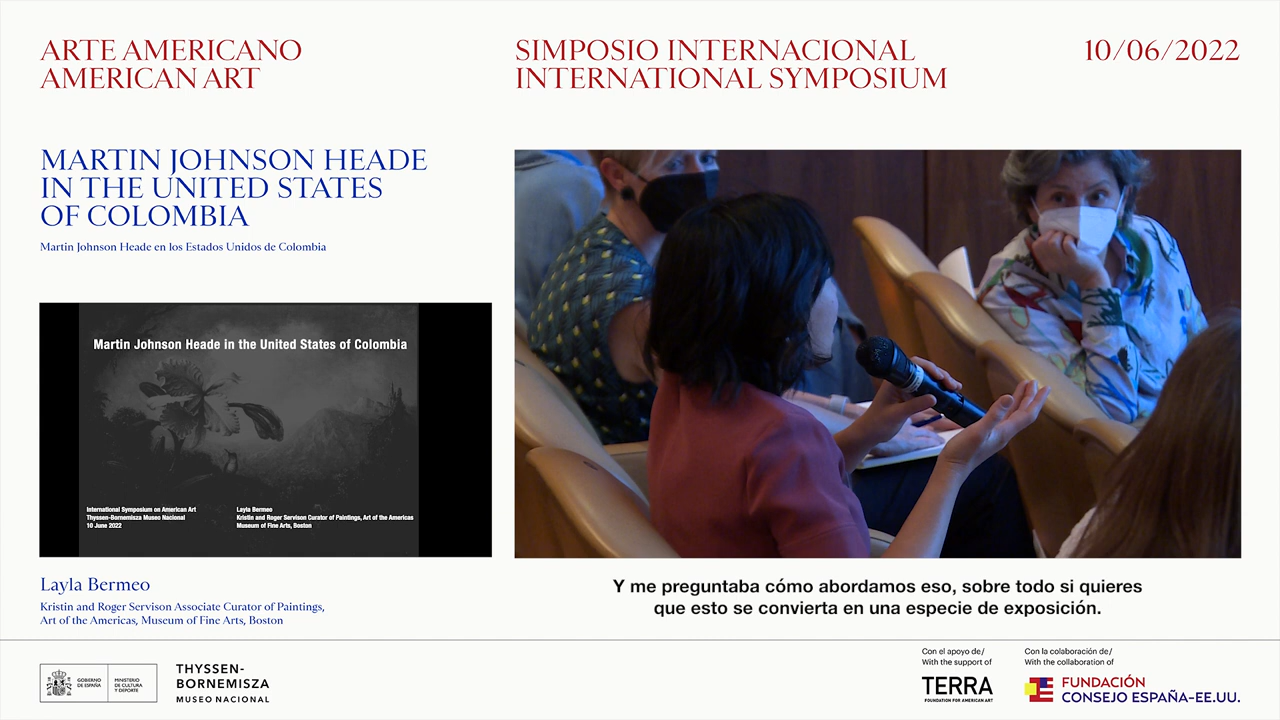 ARTE AMERICANO
AMERICAN ART
SIMPOSIO INTERNACIONAL
INTERNATIONAL SYMPOSIUM
10/06/2022
MARTIN JOHNSON HEADE
IN THE UNITED STATES
OF COLOMBIA
Martin Johnson Heade en los Estados Unidos de Colombia
Martin Johnson Heade in the United States of Colombia
International Symposium on American Art
Thyssen-Bornemisza Museo Nacional
10 June 2022
Layla Bermeo
Kristin and Roger Servison Curator of Paintings, Art of the Americas
Museum of Fine Arts, Boston
Layla Bermeo
Kristin and Roger Servison Associate Curator of Paintings,
Art of the Americas, Museum of Fine Arts, Boston
Y me preguntaba cómo abordamos eso, sobre todo si quieres
que esto se convierta en una especie de exposición.
GOBIERNO
DE ESPAÑA
MINISTERIO
DE CULTURA
Y DEPORTE
THYSSEN-
BORNEMISZA
MUSEO NACIONAL
Con el apoyo de/
With the support of
TERRA
FOUNDATION FOR AMERICAN ART
Con la colaboración de/
With the collaboration of
FUNDACIÓN
CONSEJO ESPAÑA-EE.UU.